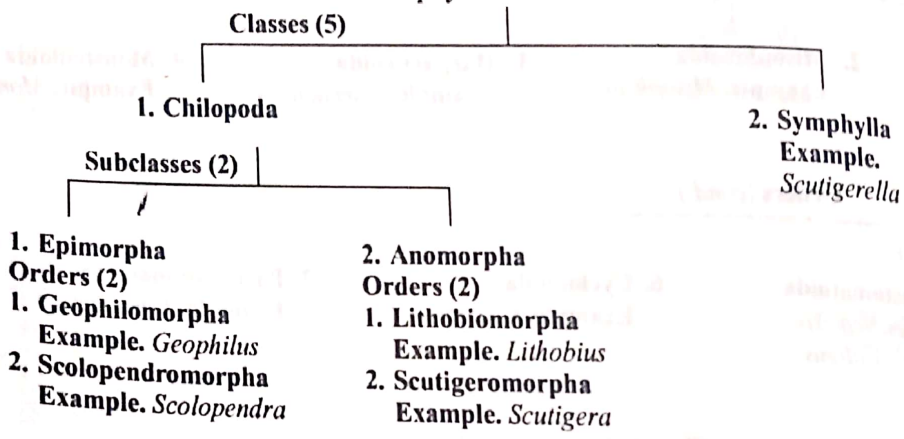 Classes (5)
1. Chilopoda
2. Symphylla
Example.
Scutigerella
Subclasses (2)
1. Epimorpha
Orders (2)
1. Geophilomorpha
Example. Geophilus
2. Scolopendromorpha
Example. Scolopendra
2. Anomorpha
Orders (2)
1. Lithobiomorpha
Example. Lithobius
2. Scutigeromorpha
Example. Scutigera